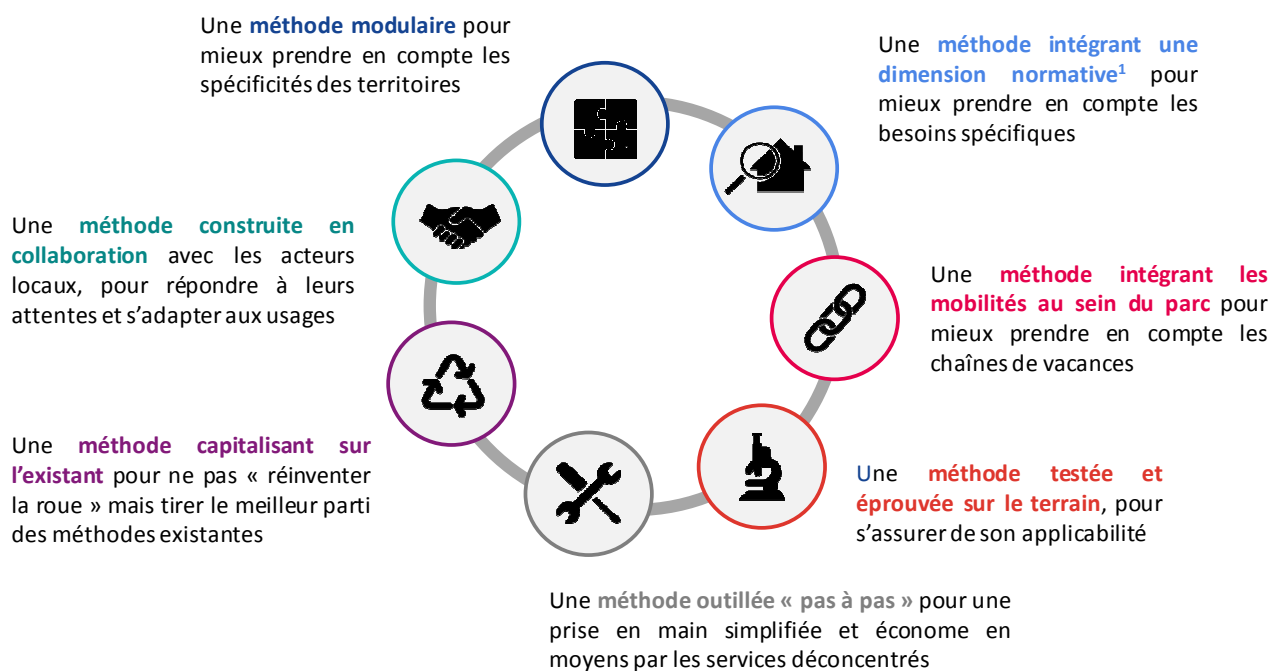 Une méthode modulaire pour
mieux prendre en compte les
spécificités des territoires
Une méthode intégrant une
dimension normative¹ pour
mieux prendre en compte les
besoins spécifiques
Une méthode intégrant les
mobilités au sein du parc pour
mieux prendre en compte les
chaînes de vacances
Une méthode testée et
éprouvée sur le terrain, pour
s’assurer de son applicabilité
Une méthode outillée « pas à pas » pour une
prise en main simplifiée et économe en
moyens par les services déconcentrés
Une méthode capitalisant sur
l’existant pour ne pas « réinventer
la roue » mais tirer le meilleur parti
des méthodes existantes
Une méthode construite en
collaboration avec les acteurs
locaux, pour répondre à leurs
attentes et s’adapter aux usages